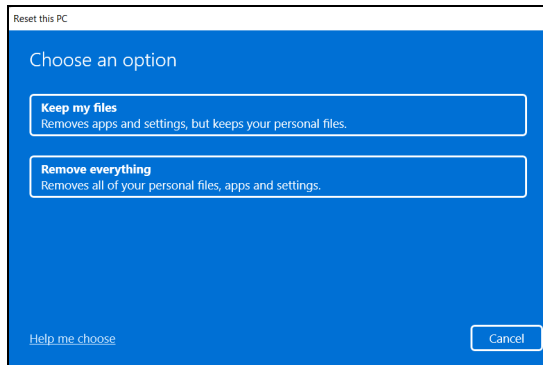 Reset this PC
Choose an option
Keep my files
Removes apps and settings, but keeps your personal files.
Remove everything
Removes all of your personal files, apps and settings.
Help me choose
Cancel